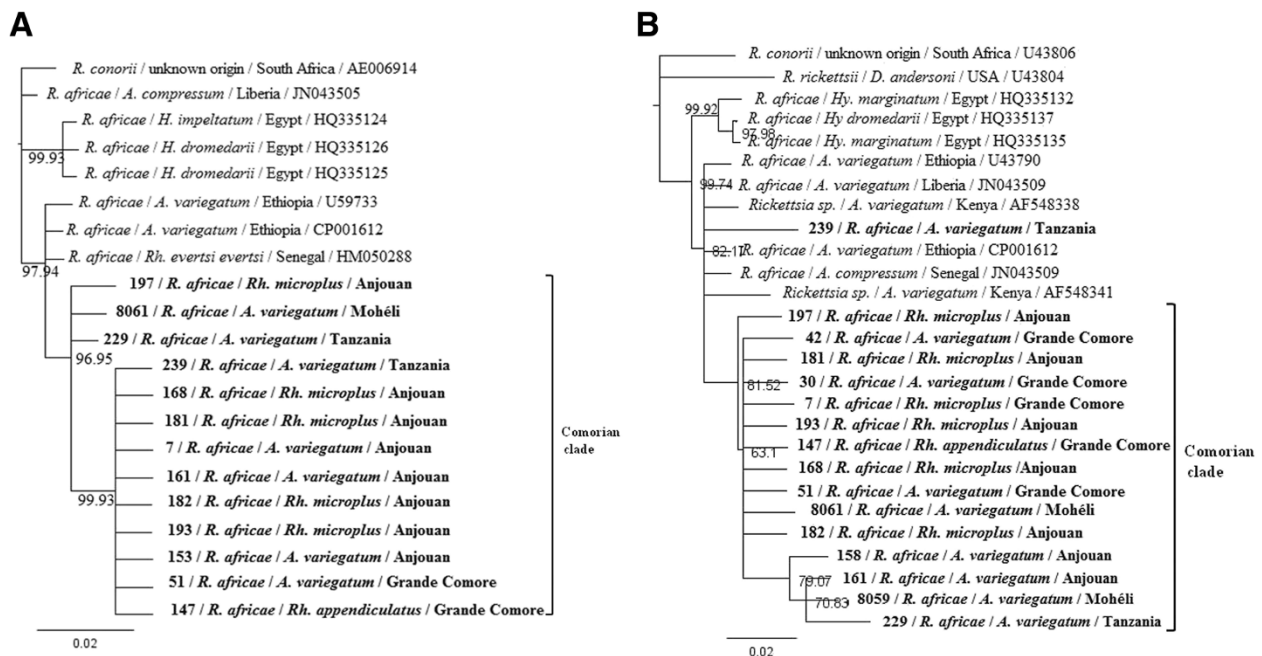 A
R. conorii / unknown origin / South Africa / AE006914
R. africae / A. compressum / Liberia / JN043505
R. africae / H. impeltatum / Egypt / HQ335124
R. africae / H. dromedarii / Egypt / HQ335126
99.93
R. africae / H. dromedarii / Egypt / HQ335125
R. africae / A. variegatum / Ethiopia / U59733
R. africae / A. variegatum / Ethiopia / CP001612
R. africae / Rh. evertsi evertsi / Senegal / HM050288
97.94
197 / R. africae / Rh. microplus / Anjouan
8061 / R. africae / A. variegatum / Mohéli
229 / R. africae / A. variegatum / Tanzania
96.95
239 / R. africae / A. variegatum / Tanzania
168 / R. africae / Rh. microplus / Anjouan
181 / R. africae / Rh. microplus / Anjouan
7 / R. africae / A. variegatum / Anjouan
161 / R. africae / A. variegatum / Anjouan
99.93
182 / R. africae / Rh. microplus / Anjouan
193 / R. africae / Rh. microplus / Anjouan
153 / R. africae / A. variegatum / Anjouan
51 / R. africae / A. variegatum / Grande Comore
147 / R. africae / Rh. appendiculatus / Grande Comore
Comorian
clade
0.02
B
R. conorii / unknown origin / South Africa / U43806
R. rickettsii / D. andersoni / USA / U43804
R. africae / Hy. marginatum / Egypt / HQ335132
99.92
R. africae / Hy dromedarii / Egypt / HQ335137
97.98
R. africae / Hy. marginatum / Egypt / HQ335135
R. africae / A. variegatum / Ethiopia / U43790
99.74
R. africae / A. variegatum / Liberia / JN043509
Rickettsia sp. / A. variegatum / Kenya / AF548338
239 / R. africae / A. variegatum / Tanzania
82.11
R. africae / A. variegatum / Ethiopia / CP001612
R. africae / A. compressum / Senegal / JN043509
Rickettsia sp. / A. variegatum / Kenya / AF548341
197 / R. africae / Rh. microplus / Anjouan
42 / R. africae / A. variegatum / Grande Comore
181 / R. africae / Rh. microplus / Anjouan
81.52
30 / R. africae / A. variegatum / Grande Comore
7 / R. africae / Rh. microplus / Grande Comore
193 / R. africae / Rh. microplus / Anjouan
147 / R. africae / Rh. appendiculatus / Grande Comore
63.1
168 / R. africae / Rh. microplus /Anjouan
51 / R. africae / A. variegatum / Grande Comore
8061 / R. africae / A. variegatum / Mohéli
182 / R. africae / Rh. microplus / Anjouan
158 / R. africae / A. variegatum / Anjouan
79.07
161 / R. africae / A. variegatum / Anjouan
70.83
8059 / R. africae / A. variegatum / Mohéli
229 / R. africae / A. variegatum / Tanzania
Comorian
clade
0.02